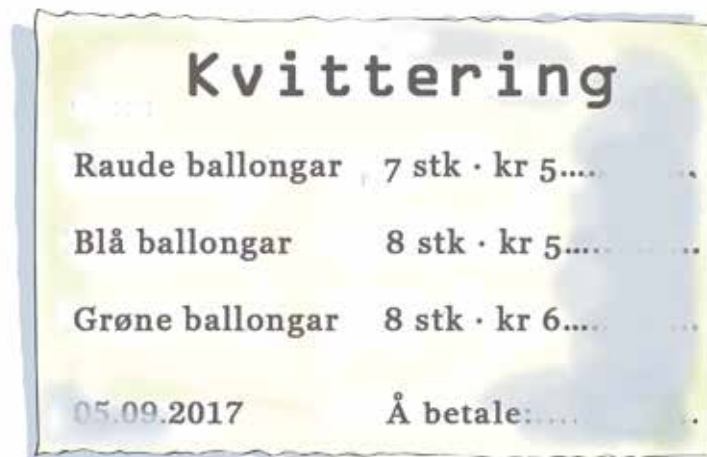 Kvittering
Raude ballongar 7 stk · kr 5..............
Blå ballongar 8 stk · kr 5..............
Grøne ballongar 8 stk · kr 6..............
05.09.2017 Å betale:..............